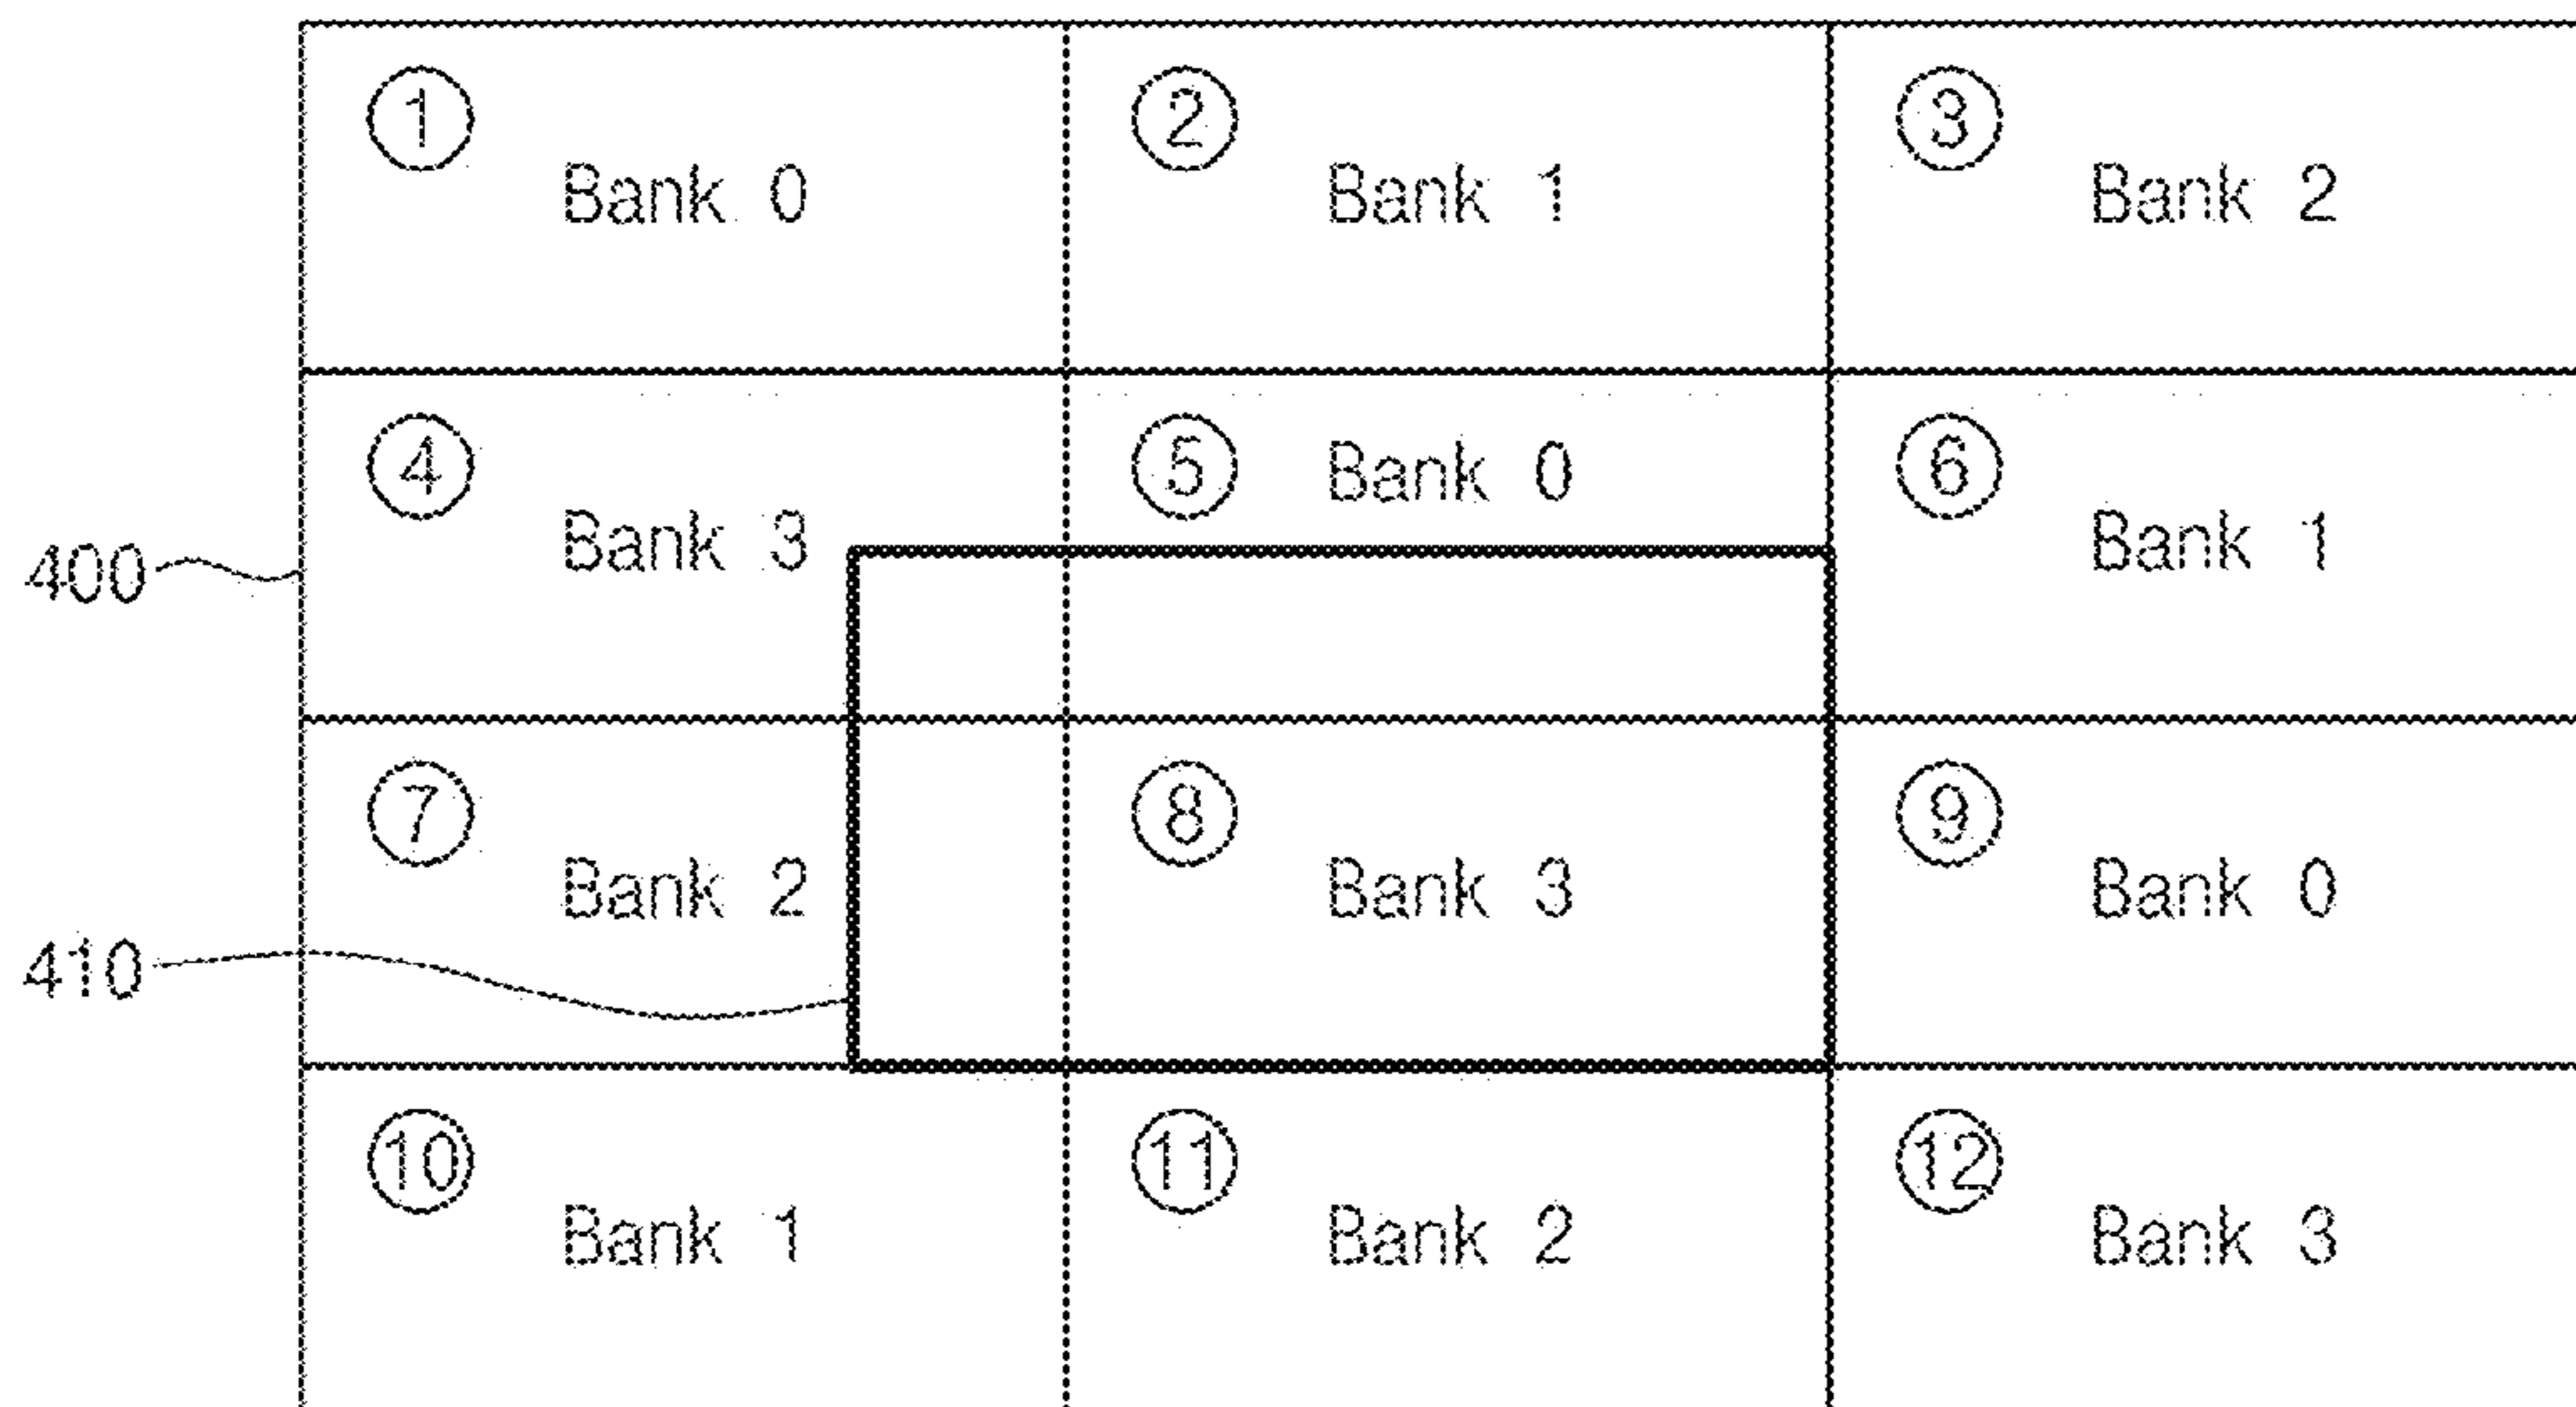 ① ② ③
Bank 0 Bank 1 Bank 2
④ ⑤ Bank 0 ⑥
400 Bank 3 Bank 1
⑦ ⑧ ⑨
Bank 2 Bank 3 Bank 0
410
⑩ ⑪ ⑫
Bank 1 Bank 2 Bank 3